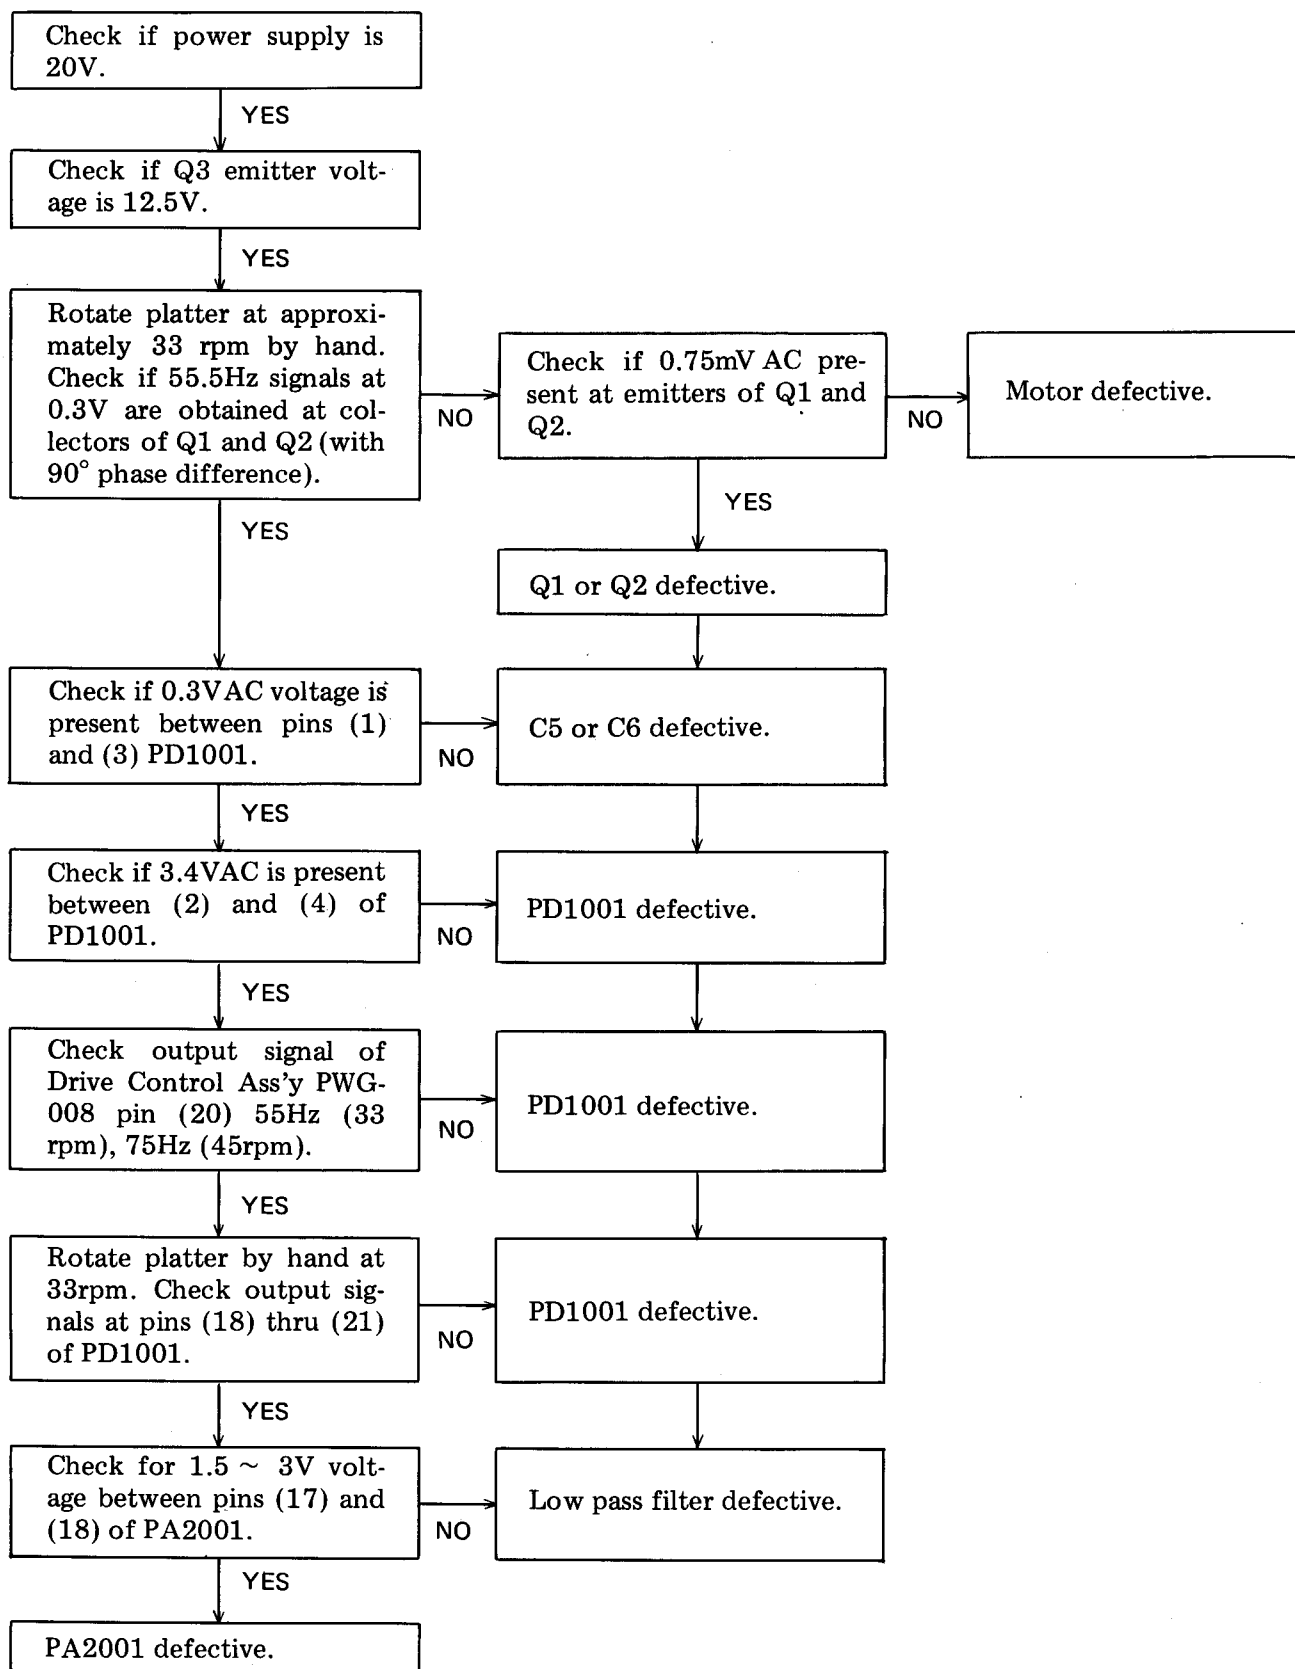 Check if power supply is
20V.
YES
Check if Q3 emitter volt-
age is 12.5V.
YES
Rotate platter at approxi-
mately 33 rpm by hand.
Check if 55.5Hz signals at
0.3V are obtained at col-
lectors of Q1 and Q2 (with
90° phase difference).
NO
Check if 0.75mV AC pre-
sent at emitters of Q1 and
Q2.
NO
Motor defective.
YES
YES
Q1 or Q2 defective.
Check if 0.3VAC voltage is
present between pins (1)
and (3) PD1001.
NO
C5 or C6 defective.
YES
Check if 3.4VAC is present
between (2) and (4) of
PD1001.
NO
PD1001 defective.
YES
Check output signal of
Drive Control Ass'y PWG-
008 pin (20) 55Hz (33
rpm), 75Hz (45rpm).
NO
PD1001 defective.
YES
Rotate platter by hand at
33rpm. Check output sig-
nals at pins (18) thru (21)
of PD1001.
NO
PD1001 defective.
YES
Check for 1.5 ~ 3V volt-
age between pins (17) and
(18) of PA2001.
NO
Low pass filter defective.
YES
PA2001 defective.